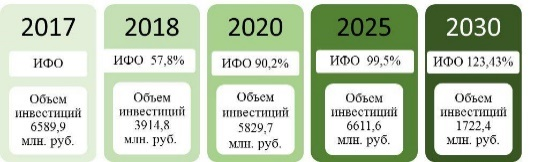 2017
ИФО
Объем
инвестиций
6589,9
млн. руб.
2018
ИФО 57,8%
Объем
инвестиций
3914,8
млн. руб.
2020
ИФО 90,2%
Объем
инвестиций
5829,7
млн. руб.
2025
ИФО 99,5%
Объем
инвестиций
6611,6
млн. руб.
2030
ИФО 123,43%
Объем
инвестиций
1722,4
млн. руб.